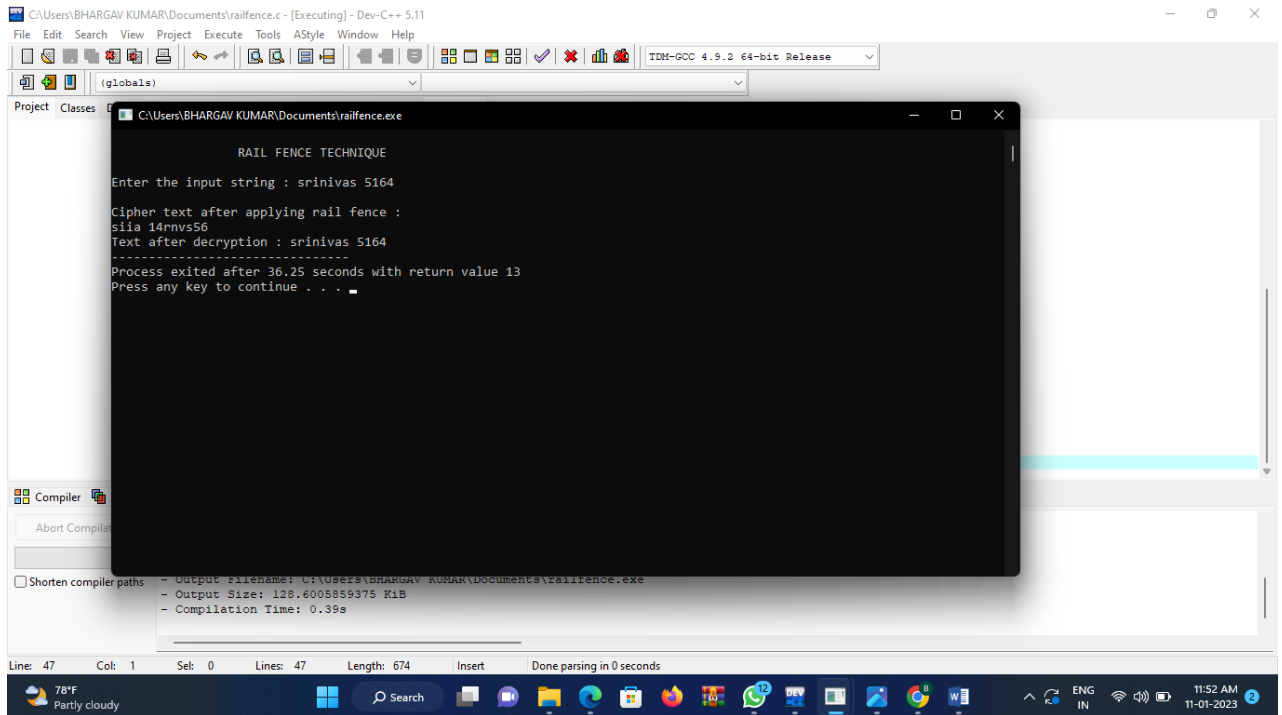 C:\Users\BHARGAV KUMAR\Documents\railfence.c - [Executing] - Dev-C++ 5.11
File Edit Search View Project Execute Tools AStyle Window Help
TDM-GCC 4.9.2 64-bit Release
(globals)
Project Classes
C:\Users\BHARGAV KUMAR\Documents\railfence.exe
RAIL FENCE TECHNIQUE
Enter the input string : srinivas 5164
Cipher text after applying rail fence :
siia 14rnvs56
Text after decryption : srinivas 5164
--------------------------------
Process exited after 36.25 seconds with return value 13
Press any key to continue . . .
Compiler
Abort Compilat
Shorten compiler paths
- Output Filename: C:\Users\BHARGAV KUMAR\Documents\railfence.exe
- Output Size: 128.6005859375 KiB
- Compilation Time: 0.39s
Line: 47 Col: 1 Sel: 0 Lines: 47 Length: 674 Insert Done parsing in 0 seconds
78°F
Partly cloudy
Search
12
DEV
B
W
ENG
IN
11:52 AM
11-01-2023
2